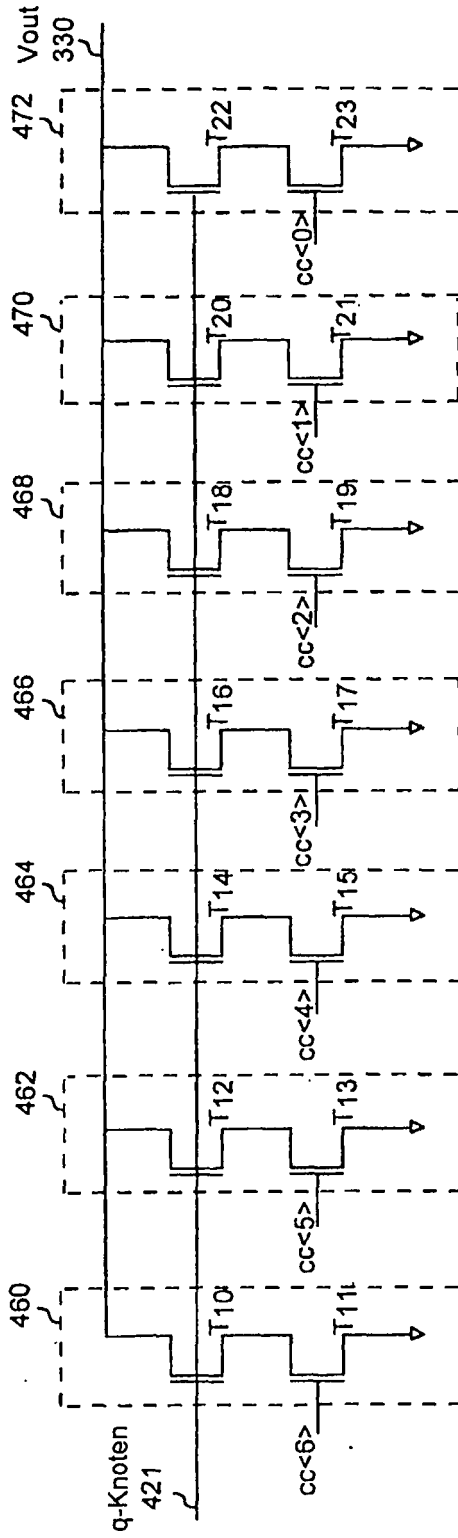 Vout
330
460
462
464
466
468
470
472
q-Knoten
421
T10
T12
T14
T16
T18
T20
T22
cc<6>
cc<5>
cc<4>
cc<3>
cc<2>
cc<1>
cc<0>
T11
T13
T15
T17
T19
T21
T23